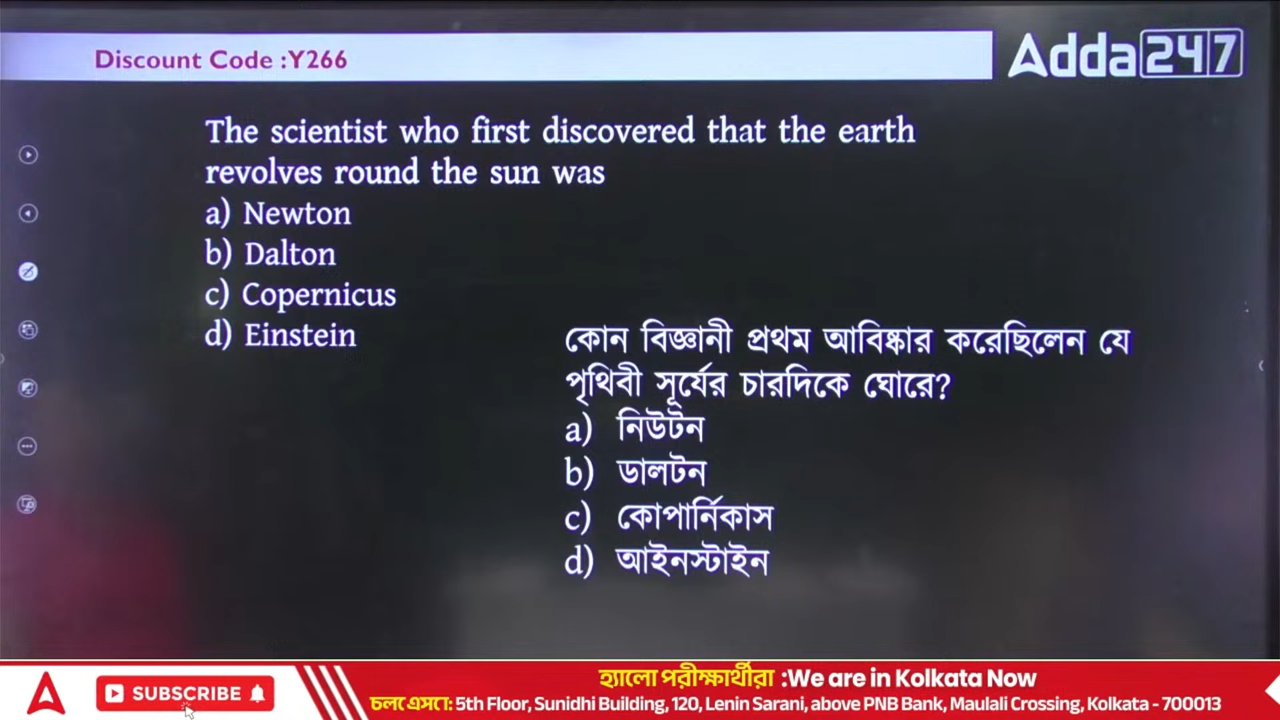 Discount Code :Y266
Adda247
The scientist who first discovered that the earth
revolves round the sun was
a) Newton
b) Dalton
c) Copernicus
d) Einstein
কোন বিজ্ঞানী প্রথম আবিষ্কার করেছিলেন যে
পৃথিবী সূর্যের চারদিকে ঘোরে?
a) নিউটন
b) ডালটন
c) কোপার্নিকাস
d) আইনস্টাইন
হ্যালো পরীক্ষার্থীরা :We are in Kolkata Now
SUBSCRIBE
চলে এসো: 5th Floor, Sunidhi Building, 120, Lenin Sarani, above PNB Bank, Maulali Crossing, Kolkata - 700013